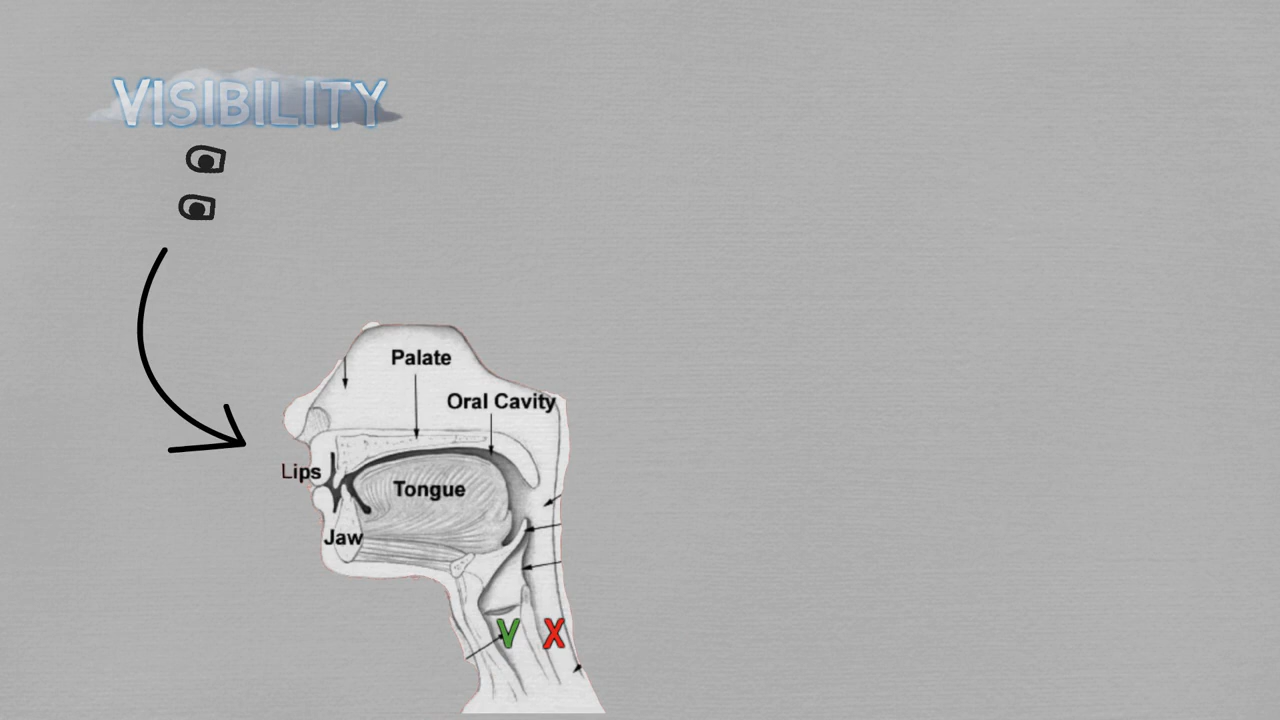 VISIBILITY
Palate
Oral Cavity
Lips
Tongue
Jaw
V X